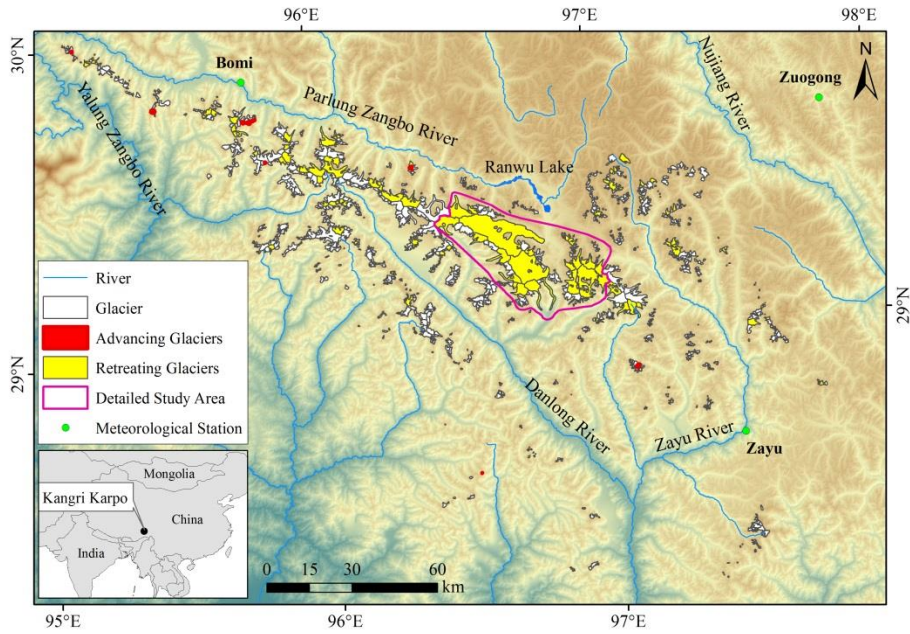 96°E
97°E
98°E
30°N
Bomi
Zuogong
N
Nujiang River
Yalung Zangbo River
Parlung Zangbo River
Ranwu Lake
River
Glacier
Advancing Glaciers
Retreating Glaciers
Detailed Study Area
Meteorological Station
29°N
29°N
Danlong River
Zayu River
Zayu
Mongolia
Kangri Karpo
China
India
0 15 30 60
km
95°E
96°E
97°E